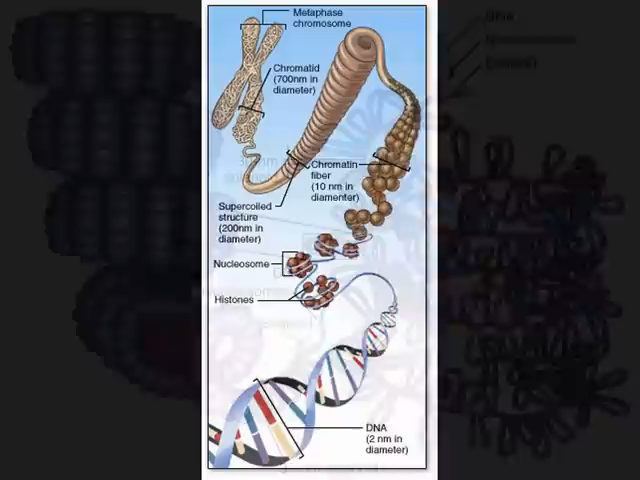 Metaphase
chromosome
Chromatid
(700nm in
diameter)
Chromatin
fiber
(10 nm in
diamenter)
Supercoiled
structure
(200nm in
diameter)
Nucleosome
Histones
DNA
(2 nm in
diameter)